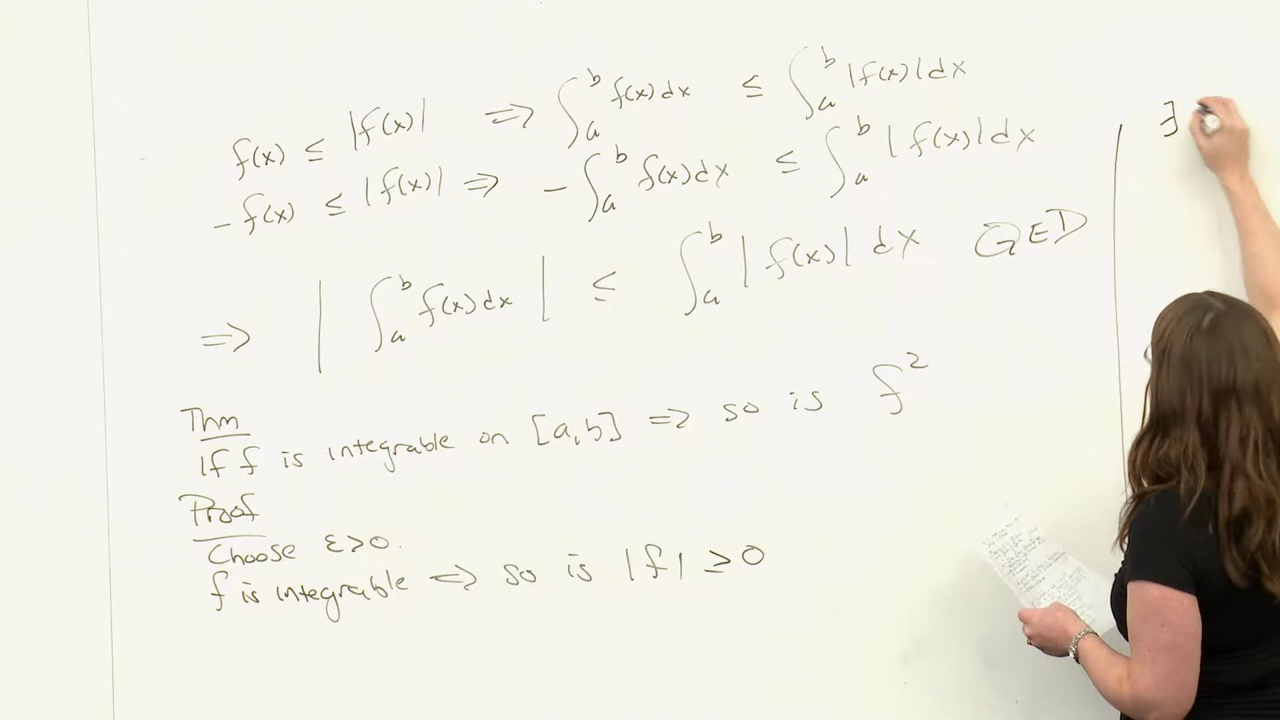 f(x) ≤ |f(x)| ⟹ ∫_a^b f(x)dx ≤ ∫_a^b |f(x)|dx
-f(x) ≤ |f(x)| ⟹ -∫_a^b f(x)dx ≤ ∫_a^b |f(x)|dx
⟹ | ∫_a^b f(x)dx | ≤ ∫_a^b |f(x)| dx QED
Thm
If f is integrable on [a,b] ⟹ so is f²
Proof
Choose ε>0.
f is integrable ⟹ so is |f| ≥ 0
∃